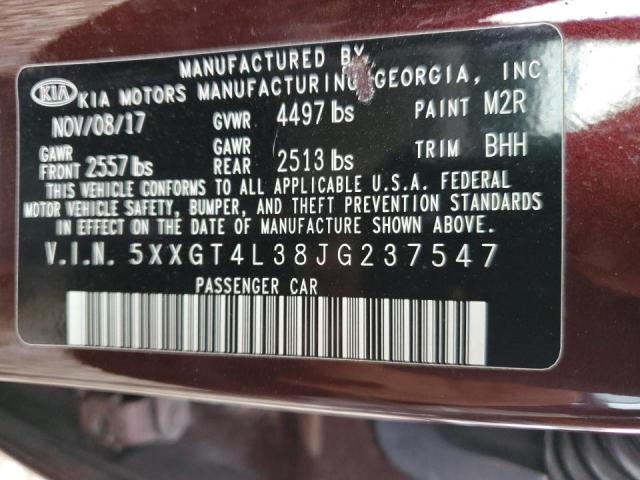 MANUFACTURED BY
KIA KIA MOTORS MANUFACTURING GEORGIA, INC
NOV/08/17 GVWR 4497 lbs PAINT M2R
GAWR FRONT 2557 lbs GAWR REAR 2513 lbs TRIM BHH
THIS VEHICLE CONFORMS TO ALL APPLICABLE U.S.A. FEDERAL
MOTOR VEHICLE SAFETY, BUMPER, AND THEFT PREVENTION STANDARDS
IN EFFECT ON THE DATE OF MANUFACTURE SHOWN ABOVE.
V.I.N. 5XXGT4L38JG237547
PASSENGER CAR